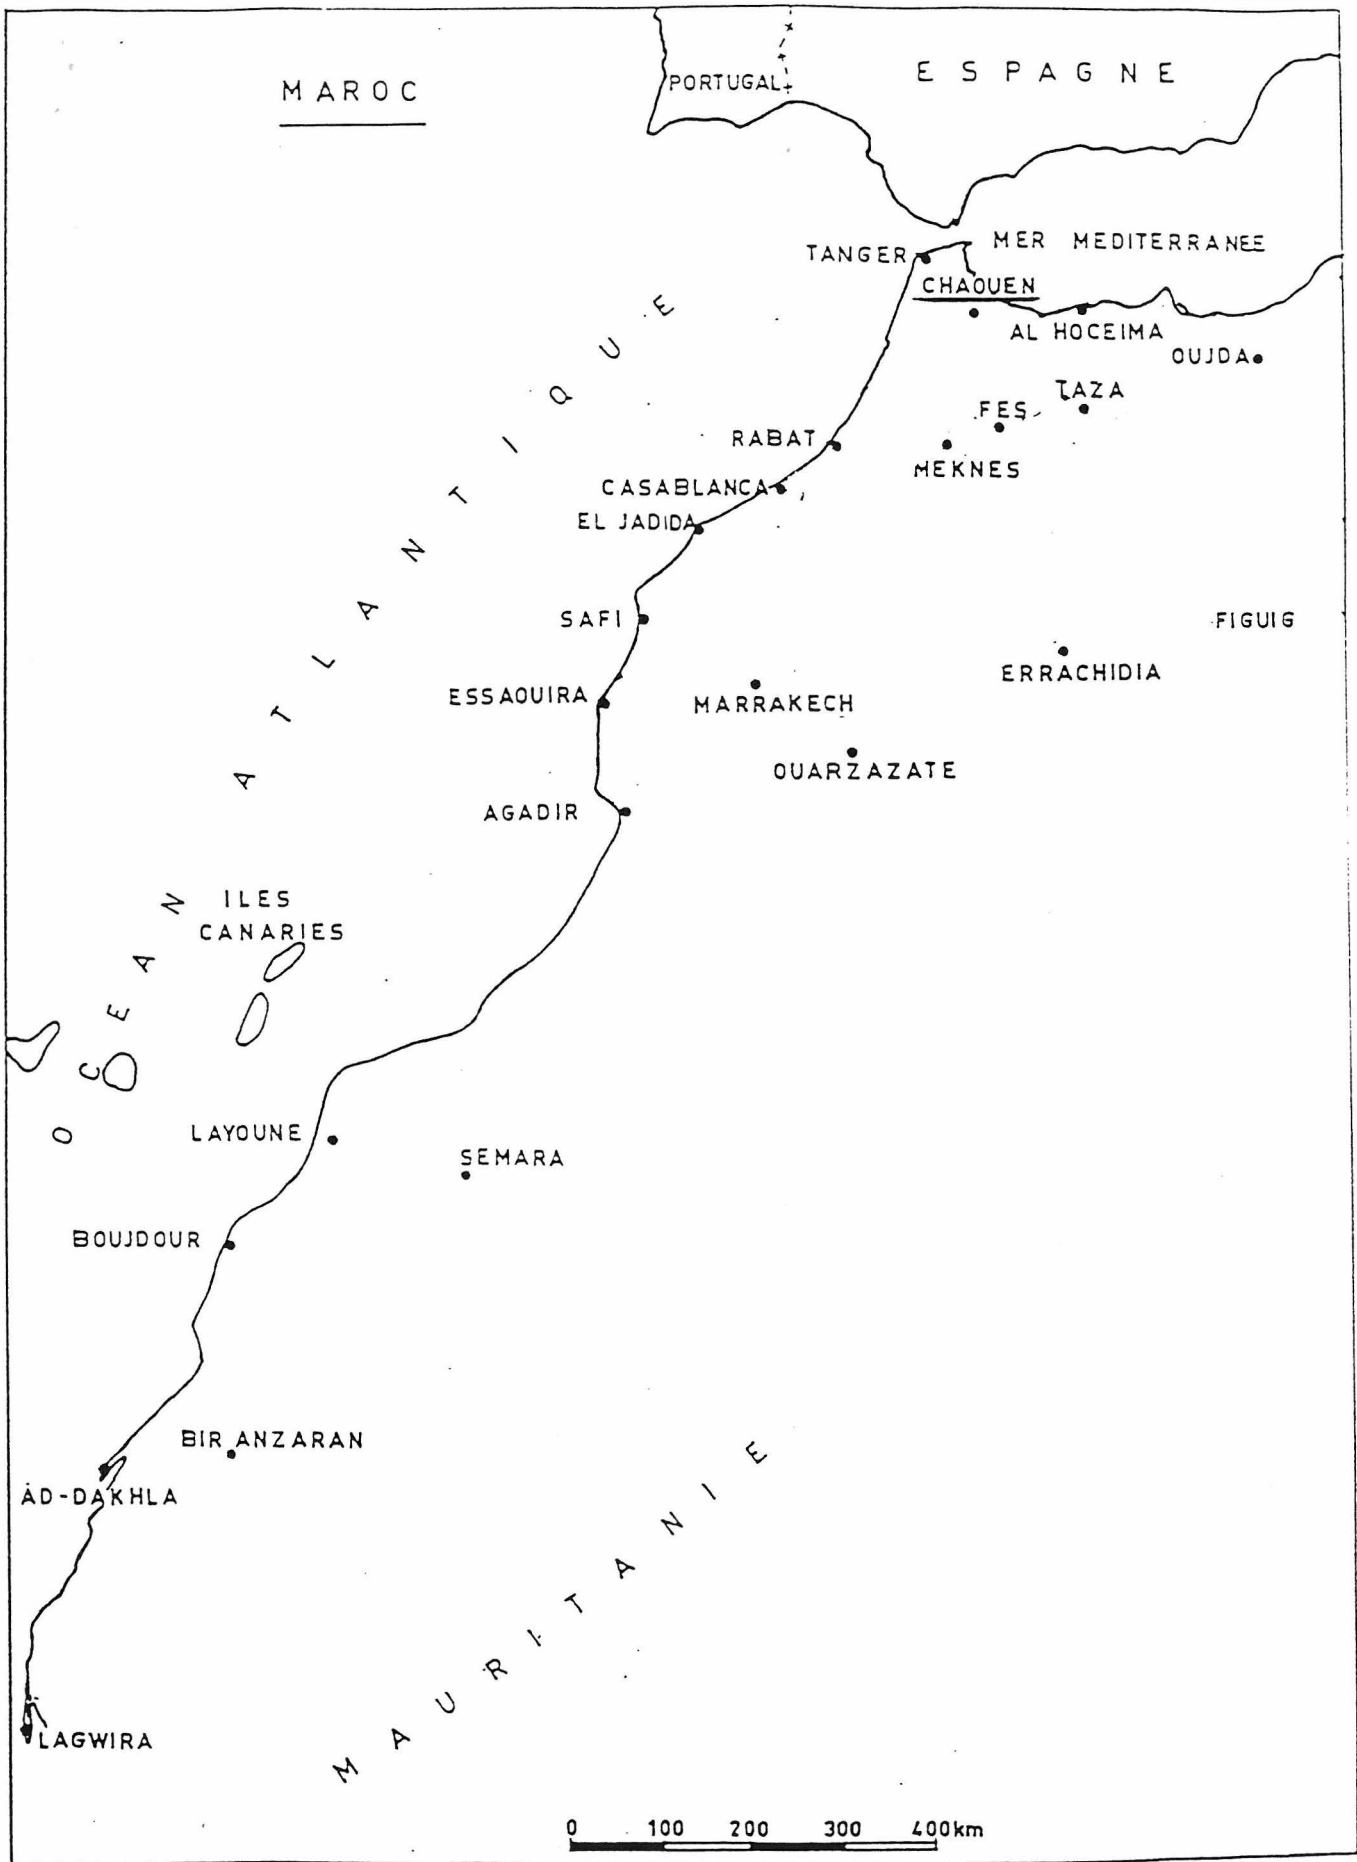 MAROC
PORTUGAL
ESPAGNE
MER MEDITERRANEE
TANGER
CHAOUEN
AL HOCEIMA
OUJDA
TAZA
FES
MEKNES
RABAT
CASABLANCA
EL JADIDA
OCEAN ATLANTIQUE
SAFI
FIGUIG
ERRACHIDIA
ESSAOUIRA
MARRAKECH
OUARZAZATE
AGADIR
ILES
CANARIES
LAYOUNE
SEMARA
BOUJDOUR
BIR ANZARAN
AD-DAKHLA
MAURITANIE
LAGWIRA
0 100 200 300 400km